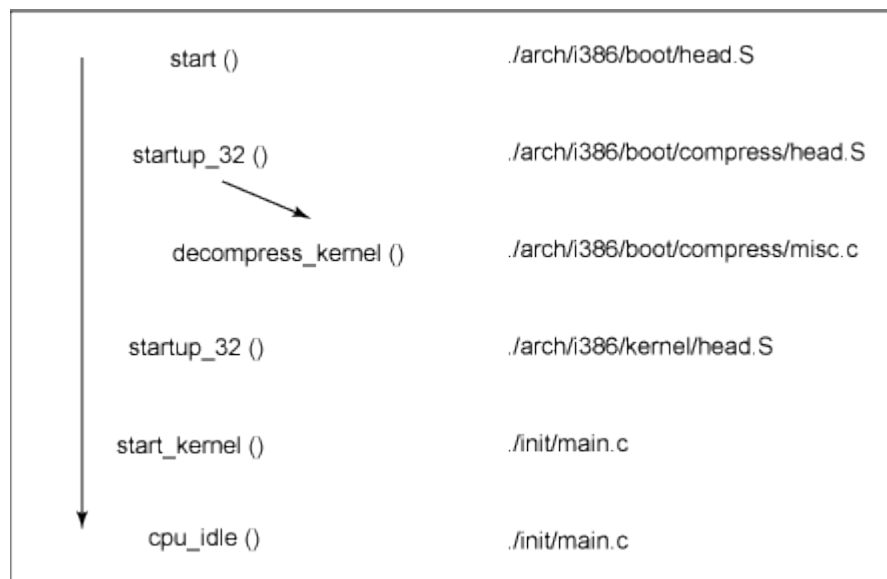 start () ./arch/i386/boot/head.S
startup_32 () ./arch/i386/boot/compress/head.S
decompress_kernel () ./arch/i386/boot/compress/misc.c
startup_32 () ./arch/i386/kernel/head.S
start_kernel () ./init/main.c
cpu_idle () ./init/main.c